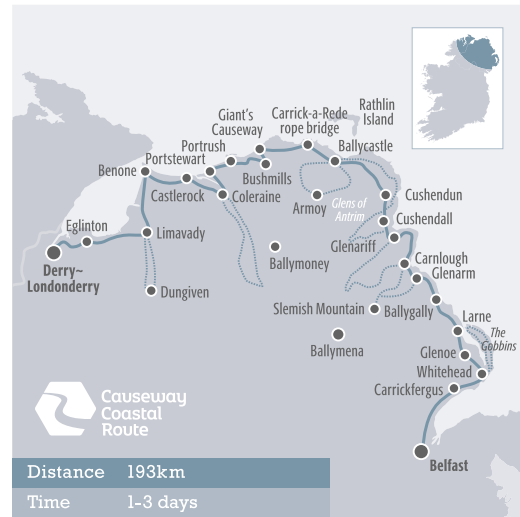 Rathlin
Island
Giant's
Causeway
Carrick-a-Rede
rope bridge
Portrush
Ballycastle
Portstewart
Benone
Bushmills
Castlerock
Coleraine
Armoy
Glens of
Antrim
Cushendun
Cushendall
Eglinton
Limavady
Glenariff
Derry~
Londonderry
Ballymoney
Carnlough
Glenarm
Dungiven
Slemish Mountain
Ballygally
Larne
The
Gobbins
Ballymena
Glenoe
Whitehead
Carrickfergus
Causeway
Coastal
Route
Belfast
Distance 193km
Time 1-3 days